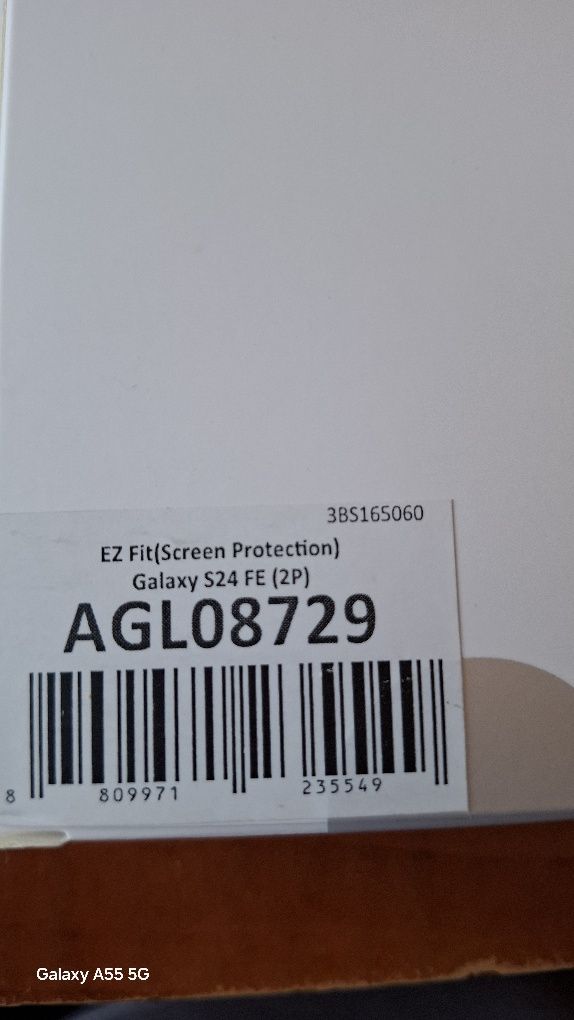 3BS165060
EZ Fit(Screen Protection)
Galaxy S24 FE (2P)
AGL08729
8 809971 235549
Galaxy A55 5G